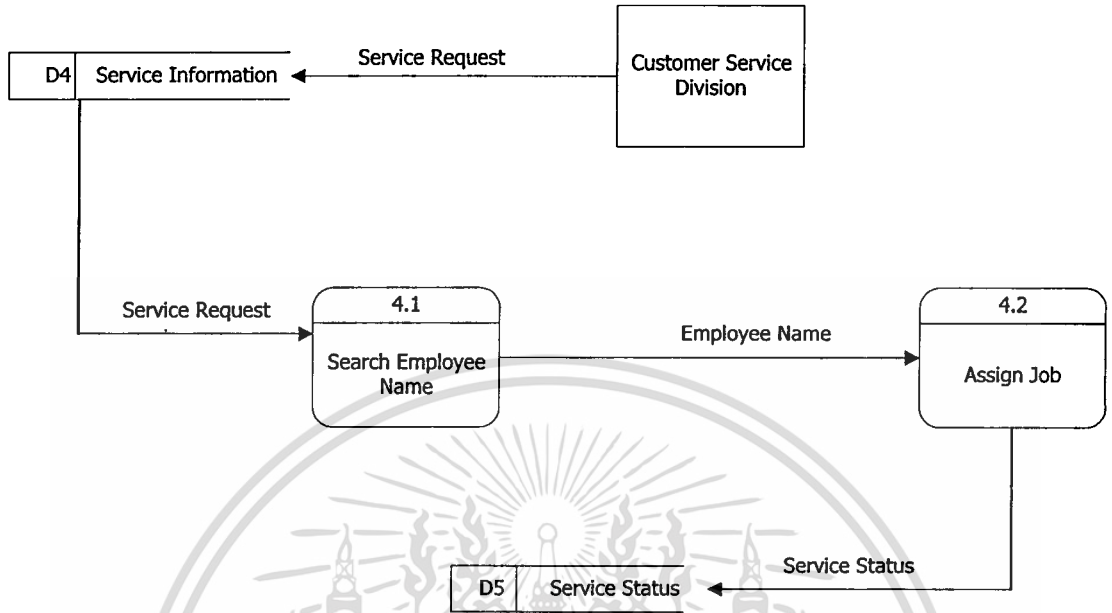 Service Request
D4 Service Information
Customer Service
Division
Service Request
4.1
Search Employee
Name
Employee Name
4.2
Assign Job
Service Status
D5 Service Status